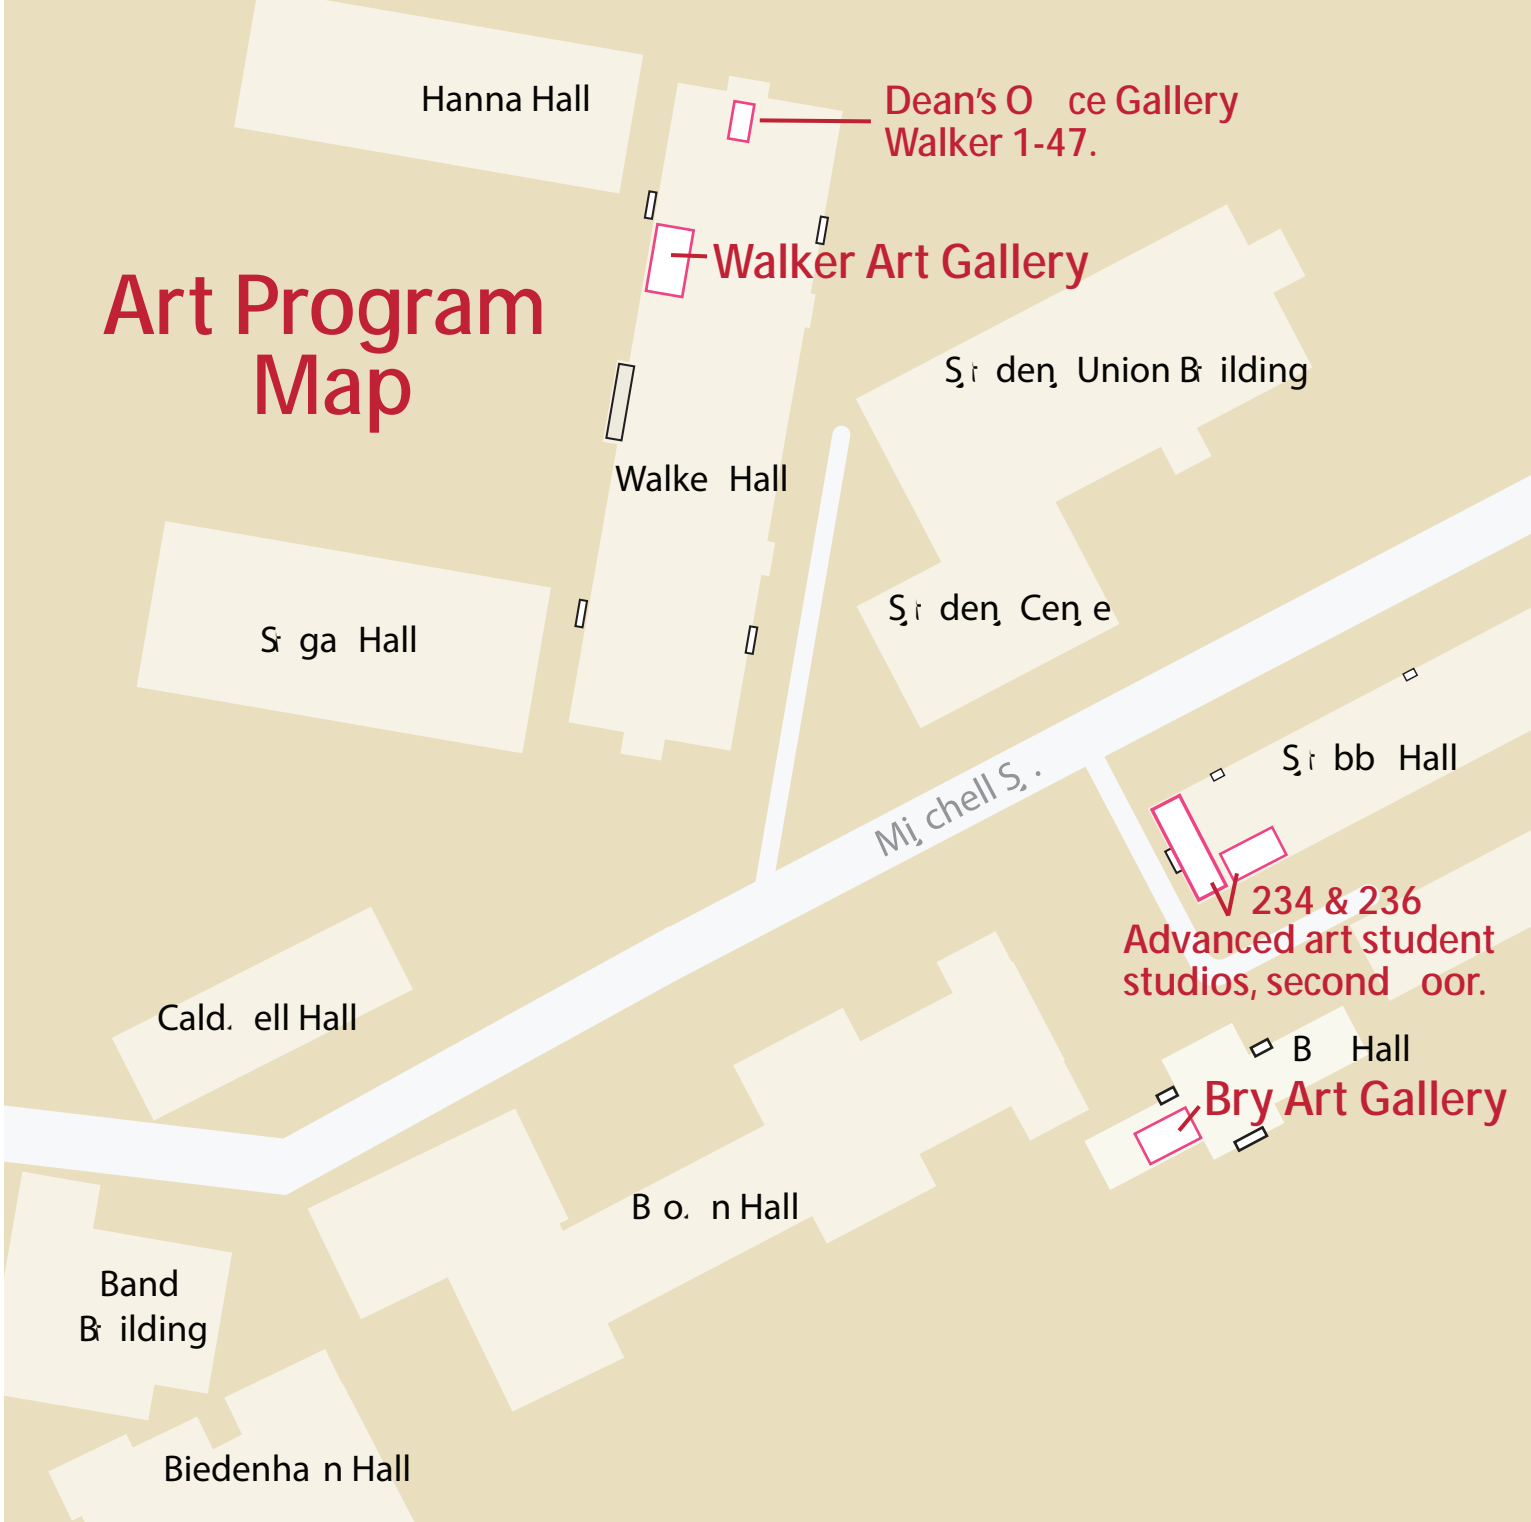 Hanna Hall
Dean's O ce Gallery
Walker 1-47.
Walker Art Gallery
Art Program
Map
S den Union B ilding
Walke Hall
S den Cen e
S ga Hall
S bb Hall
Mi chell S .
234 & 236
Advanced art student
studios, second oor.
Cald ell Hall
B Hall
Bry Art Gallery
B o n Hall
Band
B ilding
Biedenha n Hall